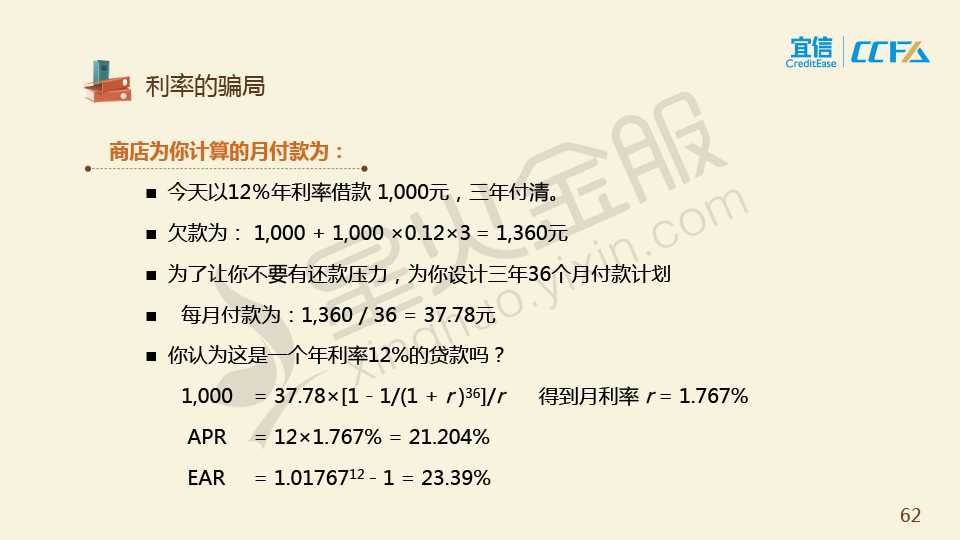 宜信
CreditEase
CCFA
利率的骗局
商店为你计算的月付款为：
■ 今天以12%年利率借款 1,000元，三年付清。
■ 欠款为： 1,000 + 1,000 ×0.12×3 = 1,360元
■ 为了让你不要有还款压力，为你设计三年36个月付款计划
■ 每月付款为：1,360 / 36 = 37.78元
■ 你认为这是一个年利率12%的贷款吗？
1,000 = 37.78×[1 - 1/(1 + r )³⁶]/r 得到月利率 r = 1.767%
APR = 12×1.767% = 21.204%
EAR = 1.01767¹² - 1 = 23.39%
星火金服
xinghuo.yixin.com
62